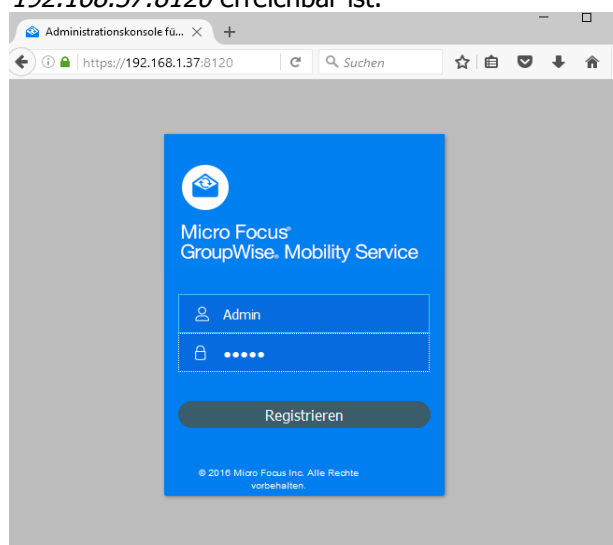 192.168.37:8120 erreichbar ist.
Administrationskonsole fü...
https://192.168.1.37:8120
Suchen
Micro Focus®
GroupWise® Mobility Service
Admin
•••••
Registrieren
© 2016 Micro Focus Inc. Alle Rechte
vorbehalten.